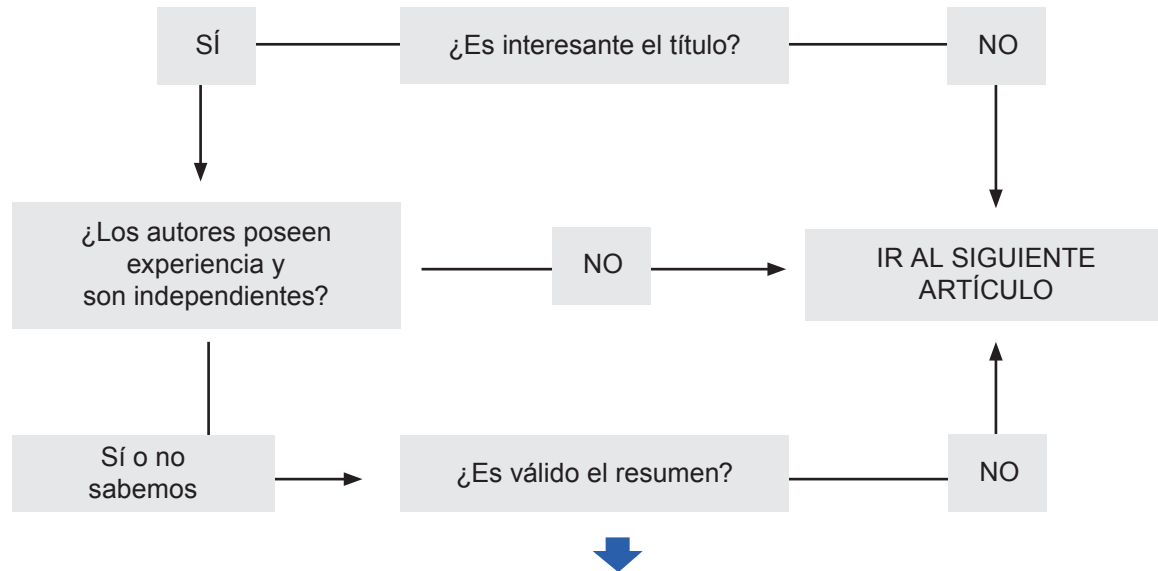 SÍ
¿Es interesante el título?
NO
¿Los autores poseen
experiencia y
son independientes?
NO
IR AL SIGUIENTE
ARTÍCULO
Sí o no
sabemos
¿Es válido el resumen?
NO